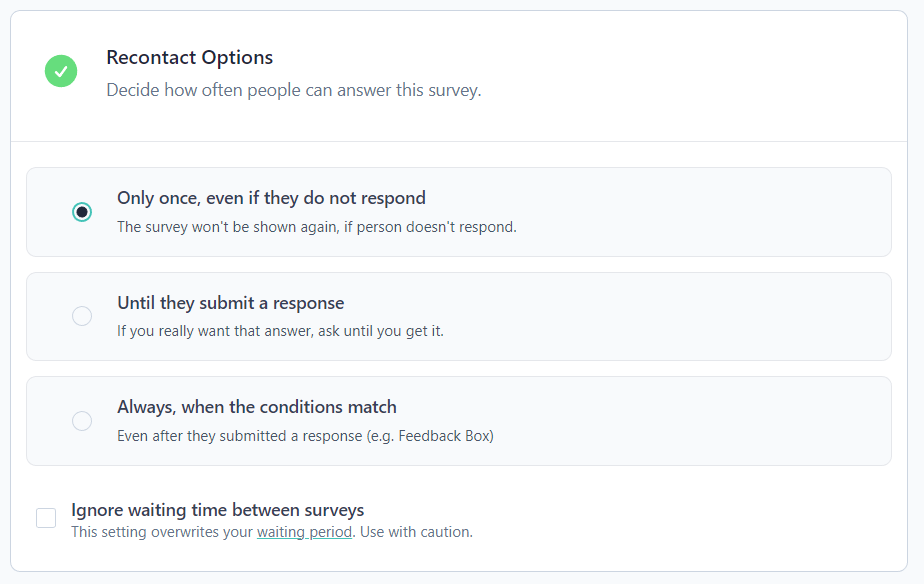 Recontact Options
Decide how often people can answer this survey.
Only once, even if they do not respond
The survey won't be shown again, if person doesn't respond.
Until they submit a response
If you really want that answer, ask until you get it.
Always, when the conditions match
Even after they submitted a response (e.g. Feedback Box)
Ignore waiting time between surveys
This setting overwrites your waiting period. Use with caution.